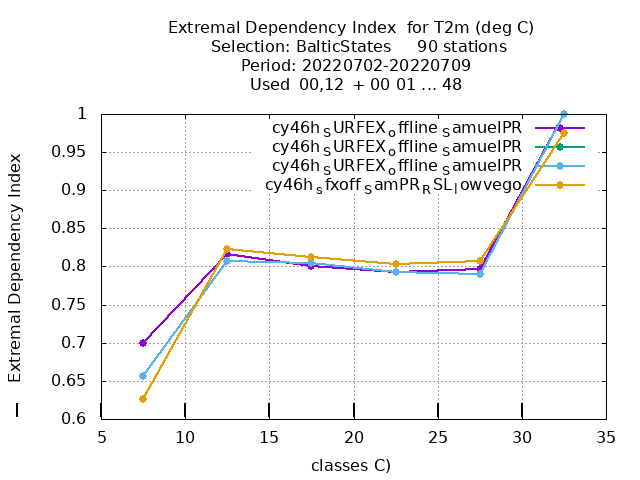 Extremal Dependency Index  for T2m (deg C)
Selection: BalticStates     90 stations
Period: 20220702-20220709
Used  00,12  + 00 01 ... 48
cy46h_SURFEX_offline_SamuelPR
cy46h_SURFEX_offline_SamuelPR
cy46h_SURFEX_offline_SamuelPR
cy46h_sfxoff_SamPR_RSL_lowvego
1
0.95
0.9
0.85
0.8
0.75
0.7
0.65
0.6
Extremal Dependency Index
5 10 15 20 25 30 35
classes C)